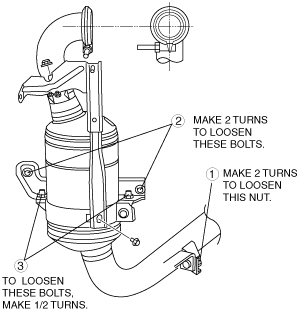 2 MAKE 2 TURNS
TO LOOSEN
THESE BOLTS.
1 MAKE 2 TURNS
TO LOOSEN
THIS NUT.
3
TO LOOSEN
THESE BOLTS,
MAKE 1/2 TURNS.